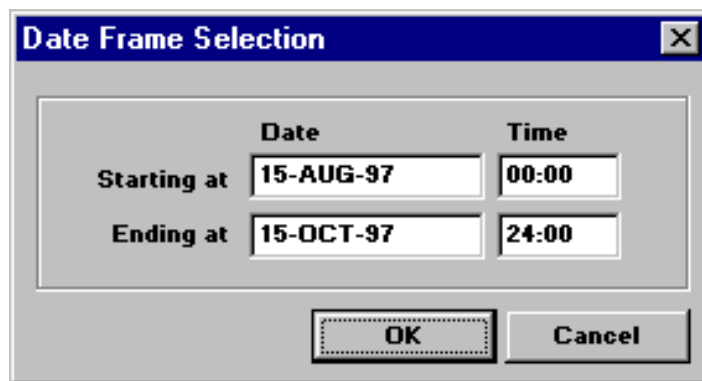 Date Frame Selection
Date Time
Starting at 15-AUG-97 00:00
Ending at 15-OCT-97 24:00
OK Cancel